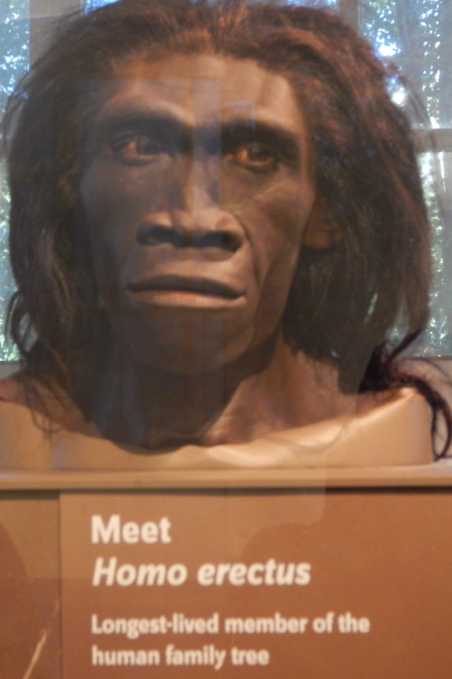 Meet
Homo erectus
Longest-lived member of the
human family tree